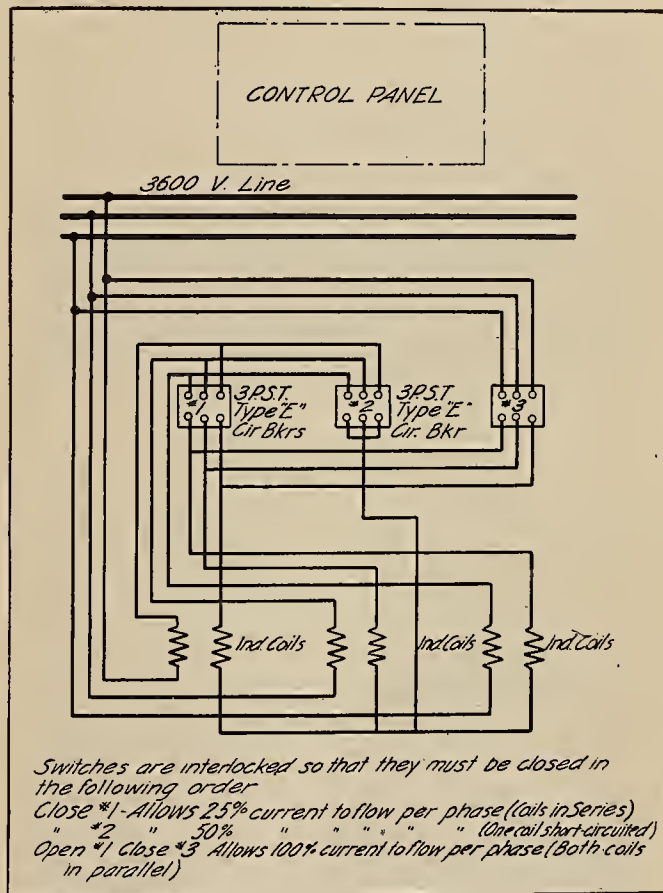 CONTROL PANEL
3600 V. Line
#1
3.P.S.T.
Type "E"
Cir Bkrs
#2
3P.S.T.
Type "E"
Cir. Bkr
#3
Ind. Coils
Ind. Coils
Ind. Coils
Switches are interlocked so that they must be closed in
the following order
Close #1 - Allows 25% current to flow per phase (Coils in Series)
" #2 " 50% " " " " " " (One coil short-circuited)
Open #1 Close #3 Allows 100% current to flow per phase (Both coils
in parallel)